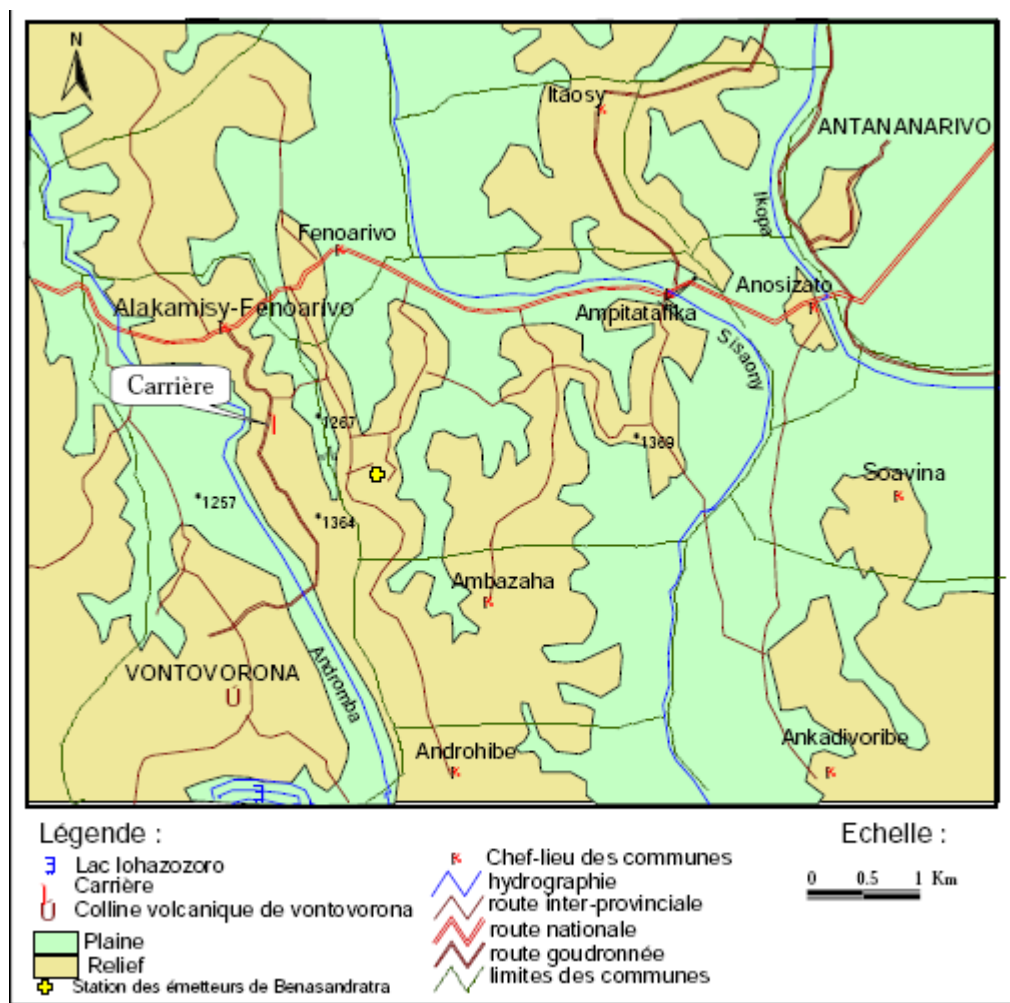 N
Itaosy
ANTANANARIVO
Ikopa
Fenoarivo
Anosizato
Alakamisy-Fenoarivo
Ampitatafika
Sisaony
Carrière
*1267
*1369
Soavina
*1257
*1364
Ambazaha
VONTOVORONA
Andromba
Androhibe
Ankadivoribe
Légende :
Lac Iohazozoro
Carrière
Colline volcanique de vontovorona
Plaine
Relief
Station des émetteurs de Benasandratra
Chef-lieu des communes
hydrographie
route inter-provinciale
route nationale
route goudronnée
limites des communes
Echelle :
0 0.5 1 Km